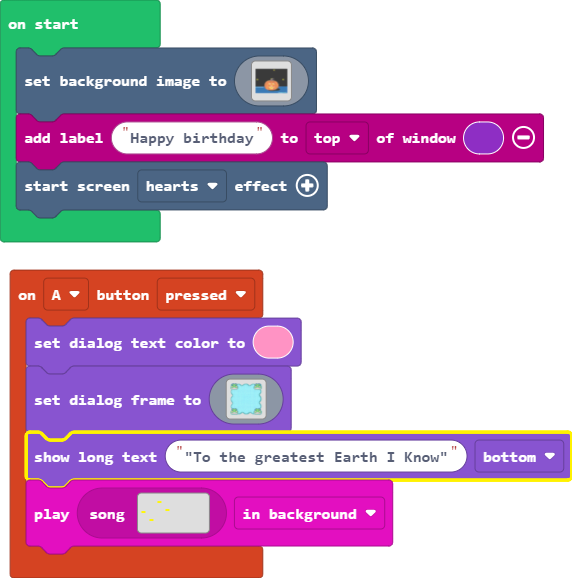 on start
set background image to
add label "Happy birthday" to top of window
start screen hearts effect
on A button pressed
set dialog text color to
set dialog frame to
show long text ""To the greatest Earth I Know"" bottom
play song in background